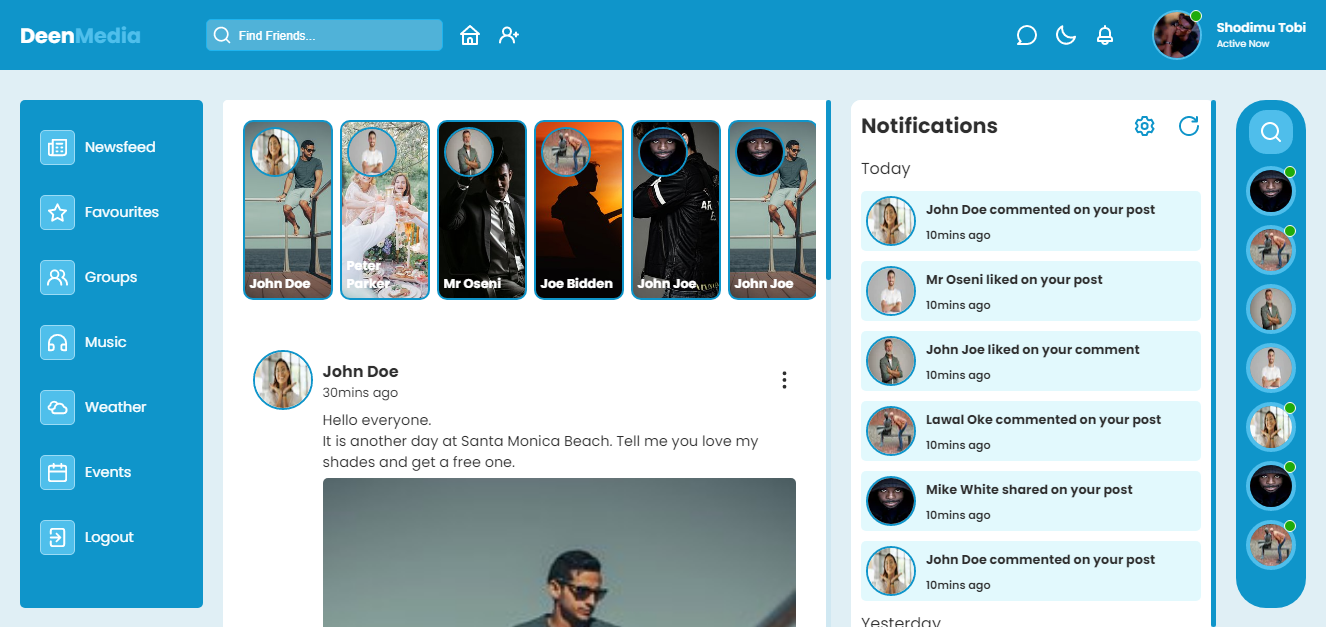 DeenMedia
Find Friends...
Shodimu Tobi
Active Now
Newsfeed
Favourites
Groups
Music
Weather
Events
Logout
John Doe
Peter
Parker
Mr Oseni
Joe Bidden
John Joe
John Joe
John Doe
30mins ago
Hello everyone.
It is another day at Santa Monica Beach. Tell me you love my
shades and get a free one.
Notifications
Today
John Doe commented on your post
10mins ago
Mr Oseni liked on your post
10mins ago
John Joe liked on your comment
10mins ago
Lawal Oke commented on your post
10mins ago
Mike White shared on your post
10mins ago
John Doe commented on your post
10mins ago
Yesterday